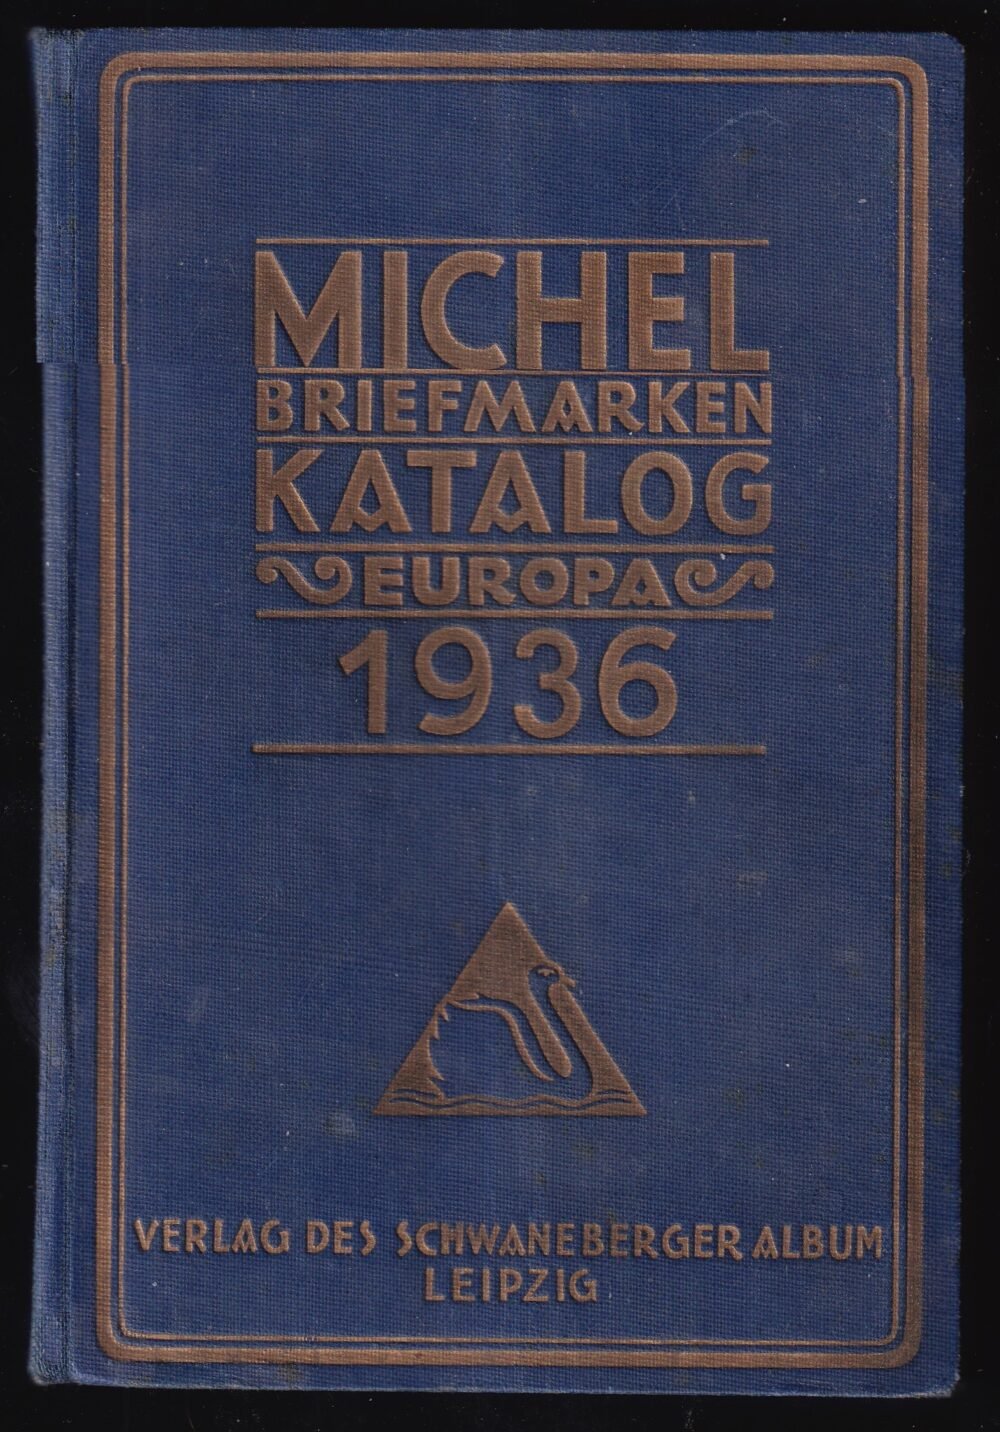 MICHEL
BRIEFMARKEN
KATALOG
EUROPA
1936
VERLAG DES SCHWANEBERGER ALBUM
LEIPZIG